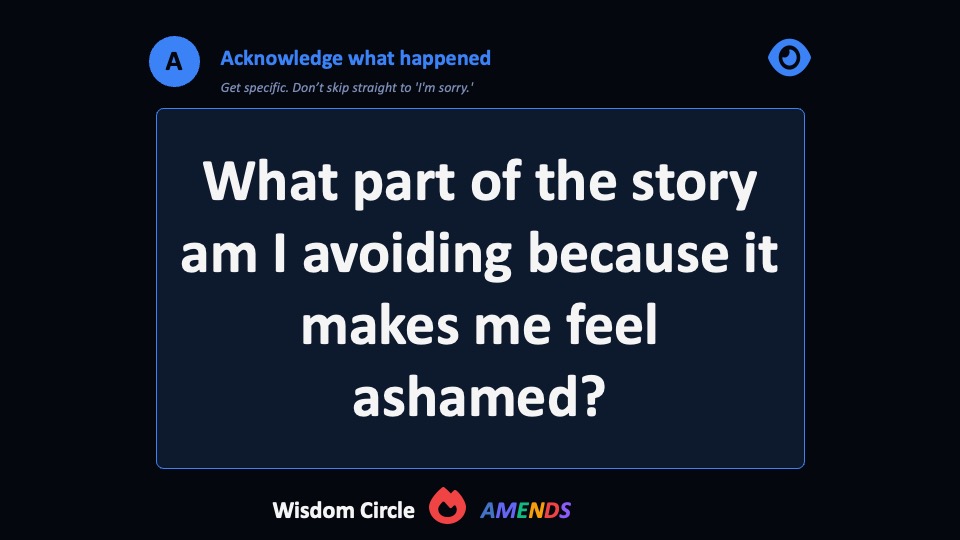 A
Acknowledge what happened
Get specific. Don’t skip straight to 'I'm sorry.'
What part of the story
am I avoiding because it
makes me feel
ashamed?
Wisdom Circle AMENDS